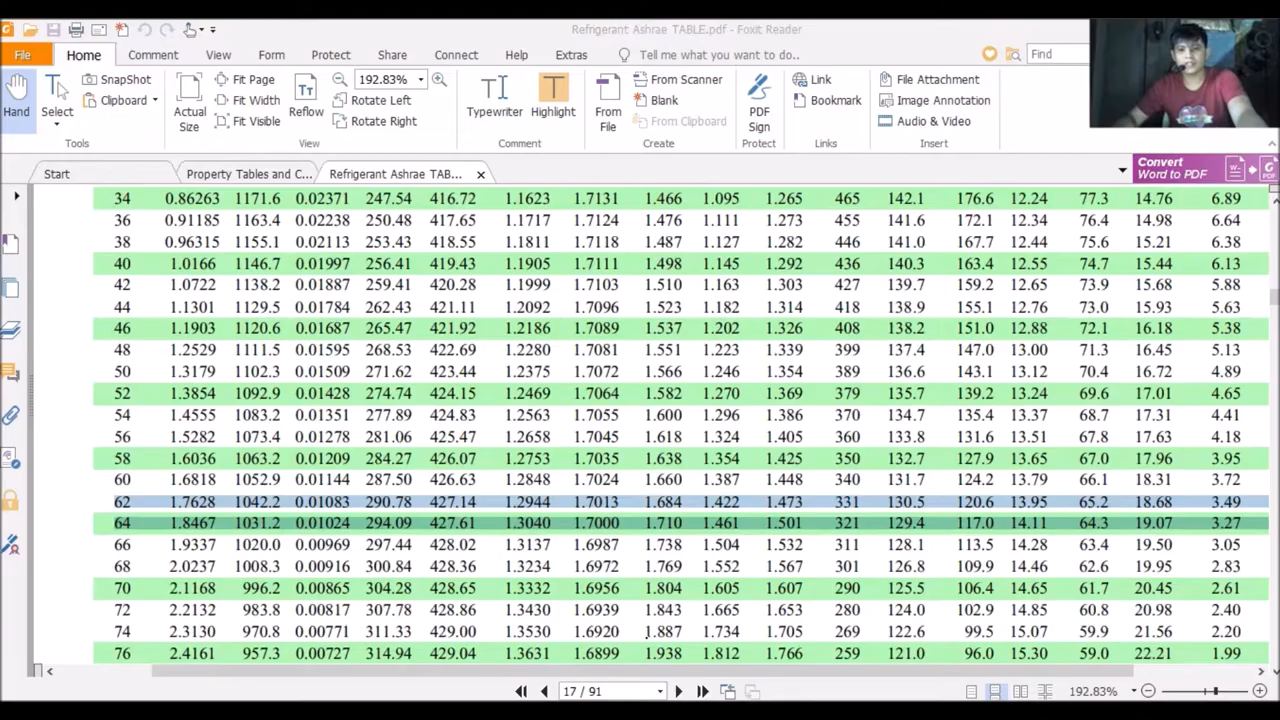 Refrigerant Ashrae TABLE.pdf - Foxit Reader
File Home Comment View Form Protect Share Connect Help Extras Tell me what you want to do.. Find
Hand Select SnapShot Clipboard Actual Size Fit Page Fit Width Fit Visible Reflow 192.83% Rotate Left Rotate Right Typewriter Highlight From File From Scanner Blank From Clipboard PDF Sign Link Bookmark File Attachment Image Annotation Audio & Video
Tools View Comment Create Protect Links Insert
Start Property Tables and C... Refrigerant Ashrae TAB... Convert Word to PDF
34 0.86263 1171.6 0.02371 247.54 416.72 1.1623 1.7131 1.466 1.095 1.265 465 142.1 176.6 12.24 77.3 14.76 6.89
36 0.91185 1163.4 0.02238 250.48 417.65 1.1717 1.7124 1.476 1.111 1.273 455 141.6 172.1 12.34 76.4 14.98 6.64
38 0.96315 1155.1 0.02113 253.43 418.55 1.1811 1.7118 1.487 1.127 1.282 446 141.0 167.7 12.44 75.6 15.21 6.38
40 1.0166 1146.7 0.01997 256.41 419.43 1.1905 1.7111 1.498 1.145 1.292 436 140.3 163.4 12.55 74.7 15.44 6.13
42 1.0722 1138.2 0.01887 259.41 420.28 1.1999 1.7103 1.510 1.163 1.303 427 139.7 159.2 12.65 73.9 15.68 5.88
44 1.1301 1129.5 0.01784 262.43 421.11 1.2092 1.7096 1.523 1.182 1.314 418 138.9 155.1 12.76 73.0 15.93 5.63
46 1.1903 1120.6 0.01687 265.47 421.92 1.2186 1.7089 1.537 1.202 1.326 408 138.2 151.0 12.88 72.1 16.18 5.38
48 1.2529 1111.5 0.01595 268.53 422.69 1.2280 1.7081 1.551 1.223 1.339 399 137.4 147.0 13.00 71.3 16.45 5.13
50 1.3179 1102.3 0.01509 271.62 423.44 1.2375 1.7072 1.566 1.246 1.354 389 136.6 143.1 13.12 70.4 16.72 4.89
52 1.3854 1092.9 0.01428 274.74 424.15 1.2469 1.7064 1.582 1.270 1.369 379 135.7 139.2 13.24 69.6 17.01 4.65
54 1.4555 1083.2 0.01351 277.89 424.83 1.2563 1.7055 1.600 1.296 1.386 370 134.7 135.4 13.37 68.7 17.31 4.41
56 1.5282 1073.4 0.01278 281.06 425.47 1.2658 1.7045 1.618 1.324 1.405 360 133.8 131.6 13.51 67.8 17.63 4.18
58 1.6036 1063.2 0.01209 284.27 426.07 1.2753 1.7035 1.638 1.354 1.425 350 132.7 127.9 13.65 67.0 17.96 3.95
60 1.6818 1052.9 0.01144 287.50 426.63 1.2848 1.7024 1.660 1.387 1.448 340 131.7 124.2 13.79 66.1 18.31 3.72
62 1.7628 1042.2 0.01083 290.78 427.14 1.2944 1.7013 1.684 1.422 1.473 331 130.5 120.6 13.95 65.2 18.68 3.49
64 1.8467 1031.2 0.01024 294.09 427.61 1.3040 1.7000 1.710 1.461 1.501 321 129.4 117.0 14.11 64.3 19.07 3.27
66 1.9337 1020.0 0.00969 297.44 428.02 1.3137 1.6987 1.738 1.504 1.532 311 128.1 113.5 14.28 63.4 19.50 3.05
68 2.0237 1008.3 0.00916 300.84 428.36 1.3234 1.6972 1.769 1.552 1.567 301 126.8 109.9 14.46 62.6 19.95 2.83
70 2.1168 996.2 0.00865 304.28 428.65 1.3332 1.6956 1.804 1.605 1.607 290 125.5 106.4 14.65 61.7 20.45 2.61
72 2.2132 983.8 0.00817 307.78 428.86 1.3430 1.6939 1.843 1.665 1.653 280 124.0 102.9 14.85 60.8 20.98 2.40
74 2.3130 970.8 0.00771 311.33 429.00 1.3530 1.6920 1.887 1.734 1.705 269 122.6 99.5 15.07 59.9 21.56 2.20
76 2.4161 957.3 0.00727 314.94 429.04 1.3631 1.6899 1.938 1.812 1.766 259 121.0 96.0 15.30 59.0 22.21 1.99
17 / 91 192.83%